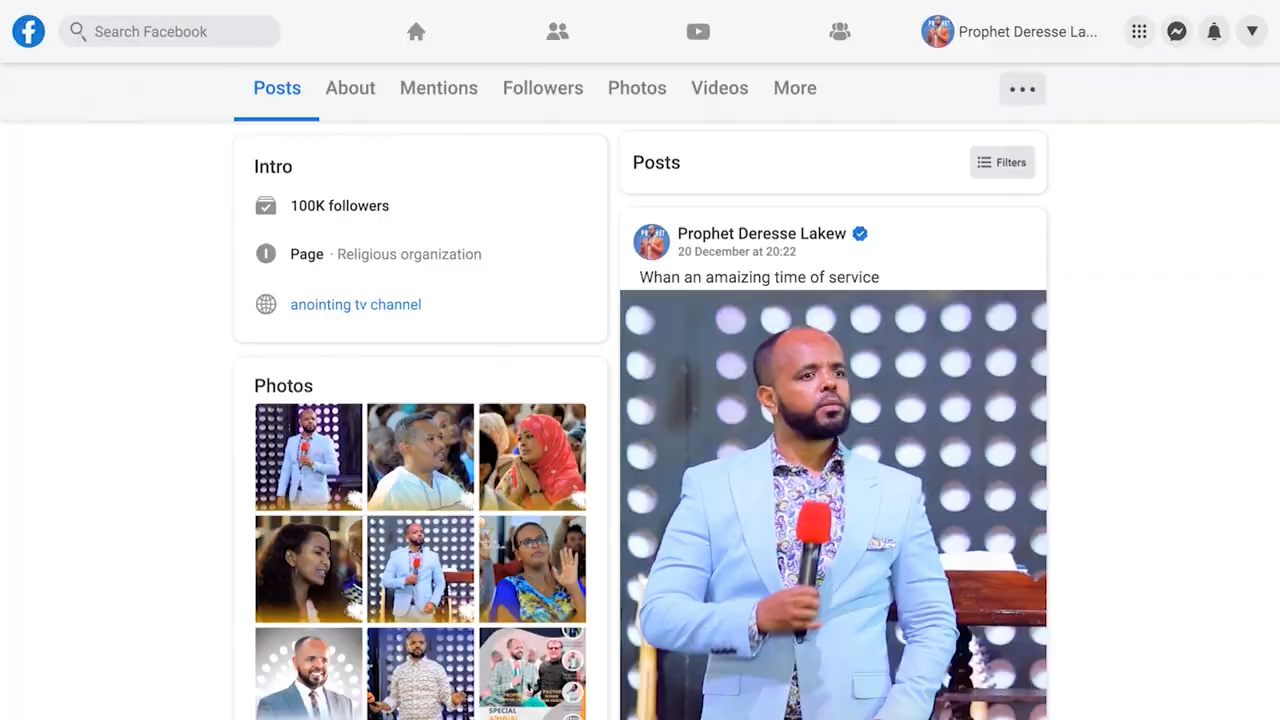 Search Facebook
Prophet Deresse La...
Posts
About
Mentions
Followers
Photos
Videos
More
Intro
100K followers
Page · Religious organization
anointing tv channel
Photos
SPECIAL
ANNUAL
Posts
Filters
Prophet Deresse Lakew
20 December at 20:22
Whan an amaizing time of service